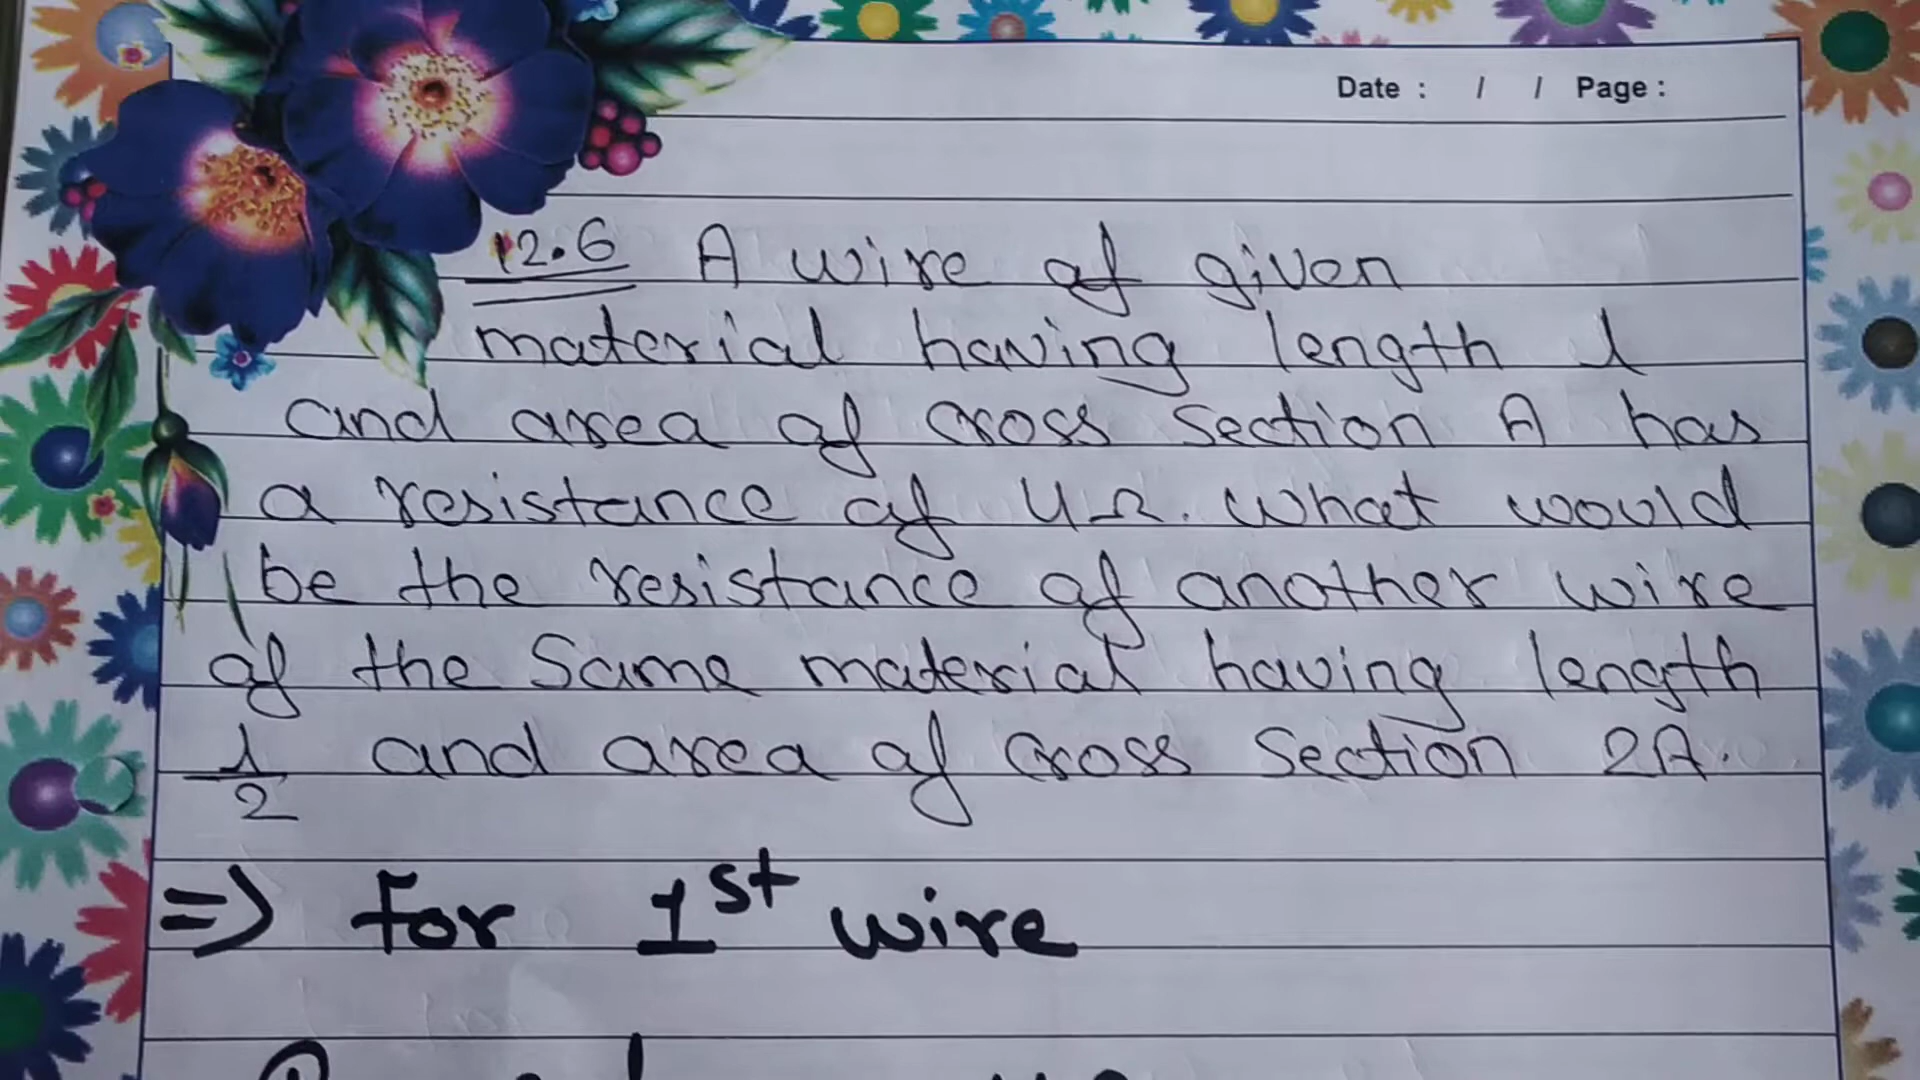 Date : / / Page :
12.6 A wire of given
material having length l
and area of cross section A has
a resistance of 4Ω. What would
be the resistance of another wire
of the same material having length
l/2 and area of cross section 2A.
=> For 1st wire